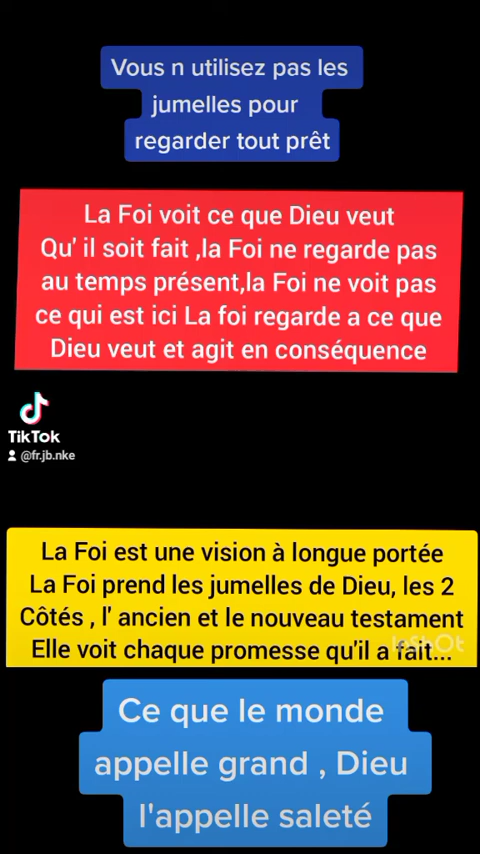 Vous n utilisez pas les
jumelles pour
regarder tout prêt
La Foi voit ce que Dieu veut
Qu' il soit fait ,la Foi ne regarde pas
au temps présent,la Foi ne voit pas
ce qui est ici La foi regarde a ce que
Dieu veut et agit en conséquence
TikTok
@fr.jb.nke
La Foi est une vision à longue portée
La Foi prend les jumelles de Dieu, les 2
Côtés , l' ancien et le nouveau testament
Elle voit chaque promesse qu'il a fait...
Ce que le monde
appelle grand , Dieu
l'appelle saleté